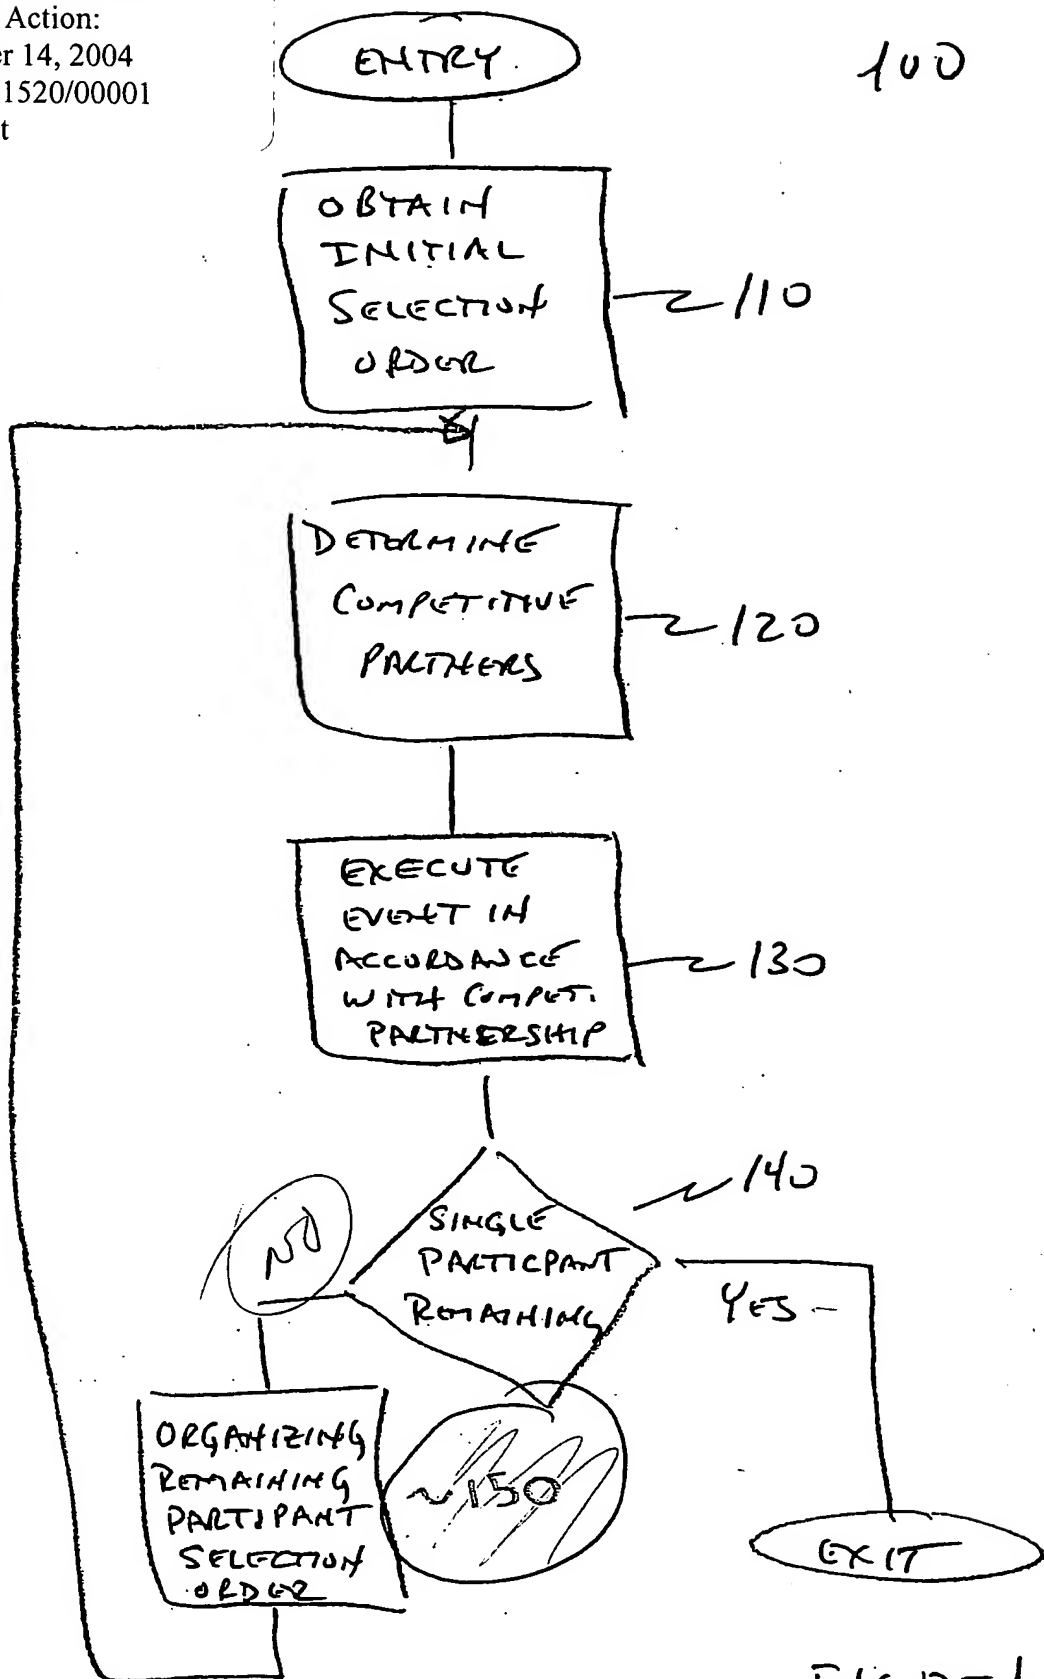 Action:
er 14, 2004
1520/00001
t
ENTRY
100
OBTAIN
INITIAL
SELECTION
ORDER
110
DETERMINE
COMPETITIVE
PARTNERS
120
EXECUTE
EVENT IN
ACCORDANCE
WITH COMPET.
PARTNERSHIP
130
140
SINGLE
PARTICPANT
REMAINING
NO
YES
ORGANIZING
REMAINING
PARTIPANT
SELECTION
ORDER
~150
EXIT